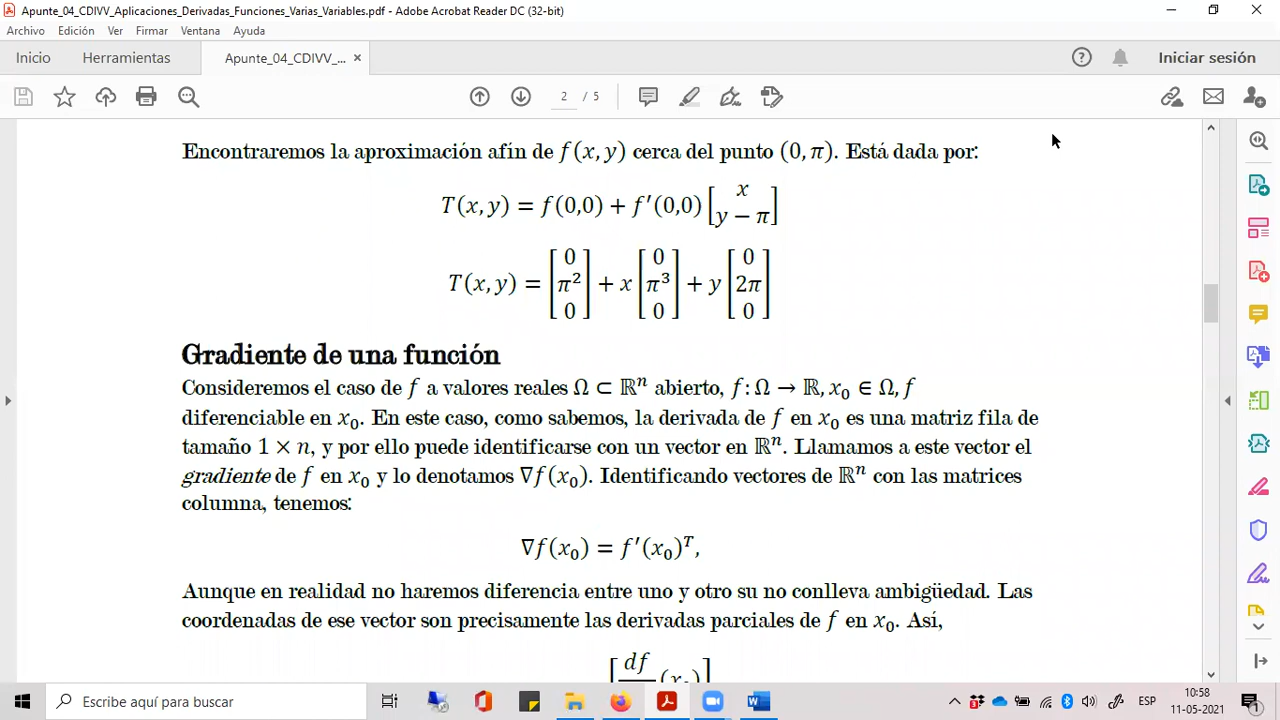 Apunte_04_CDIVV_Aplicaciones_Derivadas_Funciones_Varias_Variables.pdf - Adobe Acrobat Reader DC (32-bit)
Archivo Edición Ver Firmar Ventana Ayuda
Inicio Herramientas Apunte_04_CDIVV_... × Iniciar sesión
2 / 5
Encontraremos la aproximación afín de f(x, y) cerca del punto (0, π). Está dada por:
T(x, y) = f(0,0) + f′(0,0) [x; y − π]
T(x, y) = [0; π²; 0] + x [0; π³; 0] + y [0; 2π; 0]
Gradiente de una función
Consideremos el caso de f a valores reales Ω ⊂ ℝⁿ abierto, f: Ω → ℝ, x₀ ∈ Ω, f
diferenciable en x₀. En este caso, como sabemos, la derivada de f en x₀ es una matriz fila de
tamaño 1 × n, y por ello puede identificarse con un vector en ℝⁿ. Llamamos a este vector el
gradiente de f en x₀ y lo denotamos ∇f(x₀). Identificando vectores de ℝⁿ con las matrices
columna, tenemos:
∇f(x₀) = f′(x₀)ᵀ,
Aunque en realidad no haremos diferencia entre uno y otro su no conlleva ambigüedad. Las
coordenadas de ese vector son precisamente las derivadas parciales de f en x₀. Así,
df (x₀)
Escribe aquí para buscar
ESP
10:58
11-05-2021